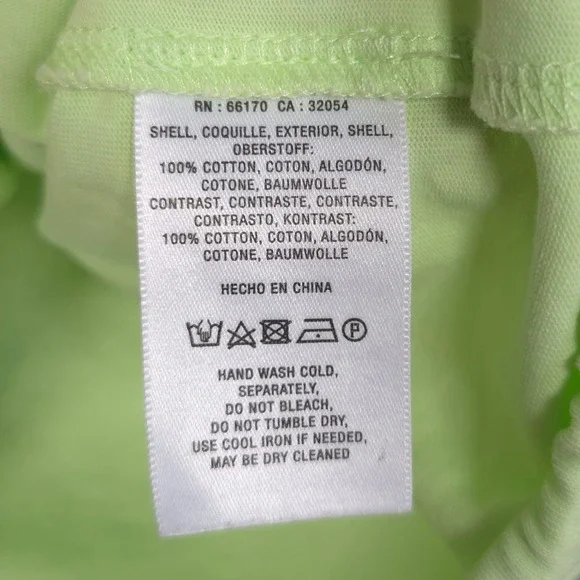 RN : 66170 CA : 32054
SHELL, COQUILLE, EXTERIOR, SHELL,
OBERSTOFF:
100% COTTON, COTON, ALGODÓN,
COTONE, BAUMWOLLE
CONTRAST, CONTRASTE, CONTRASTE,
CONTRASTO, KONTRAST:
100% COTTON, COTON, ALGODÓN,
COTONE, BAUMWOLLE
HECHO EN CHINA
P
HAND WASH COLD,
SEPARATELY,
DO NOT BLEACH,
DO NOT TUMBLE DRY,
USE COOL IRON IF NEEDED,
MAY BE DRY CLEANED